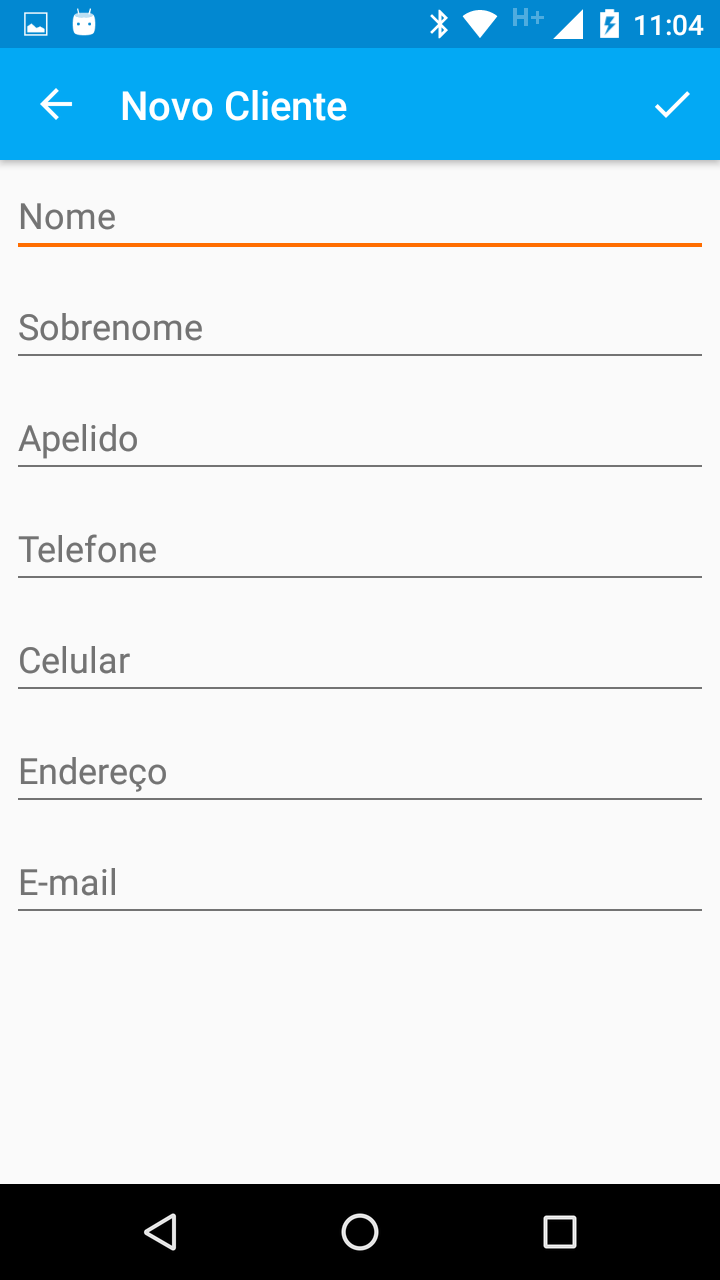 H+ 11:04
Novo Cliente
Nome
Sobrenome
Apelido
Telefone
Celular
Endereço
E-mail